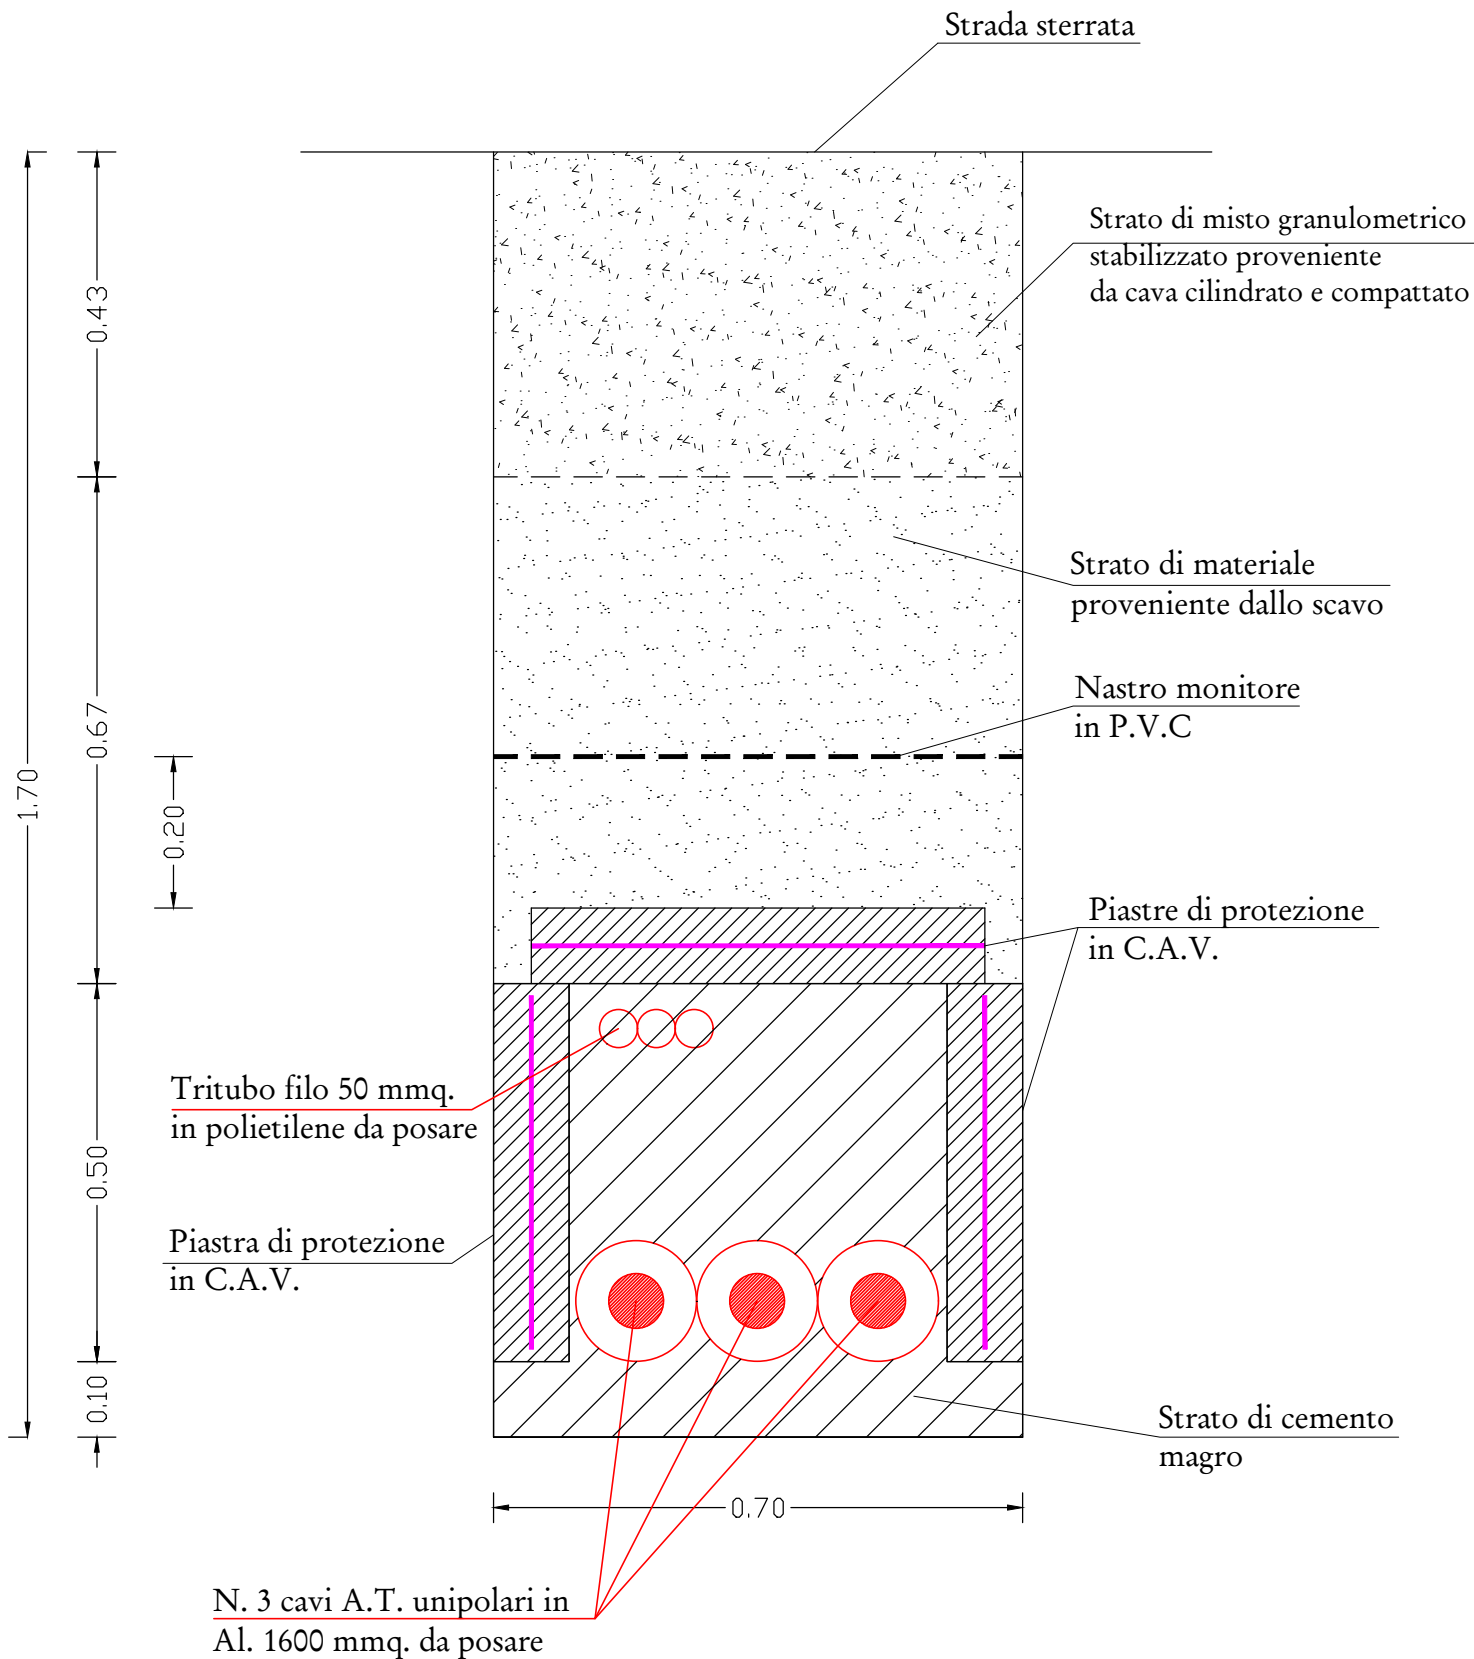 Strada sterrata
Strato di misto granulometrico
stabilizzato proveniente
da cava cilindrato e compattato
0.43
Strato di materiale
proveniente dallo scavo
Nastro monitore
in P.V.C
0.67
1.70
0.20
Piastre di protezione
in C.A.V.
Tritubo filo 50 mmq.
in polietilene da posare
0.50
Piastra di protezione
in C.A.V.
0.10
Strato di cemento
magro
0.70
N. 3 cavi A.T. unipolari in
Al. 1600 mmq. da posare